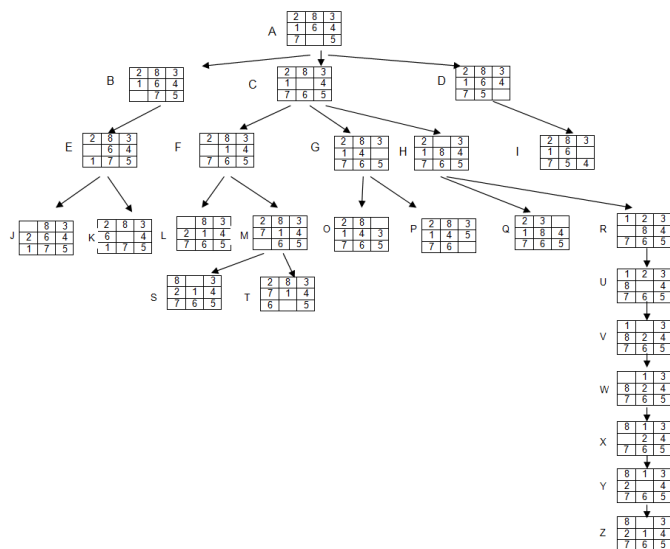 A
2 8 3
1 6 4
7 5
B
2 8 3
1 6 4
7 5
C
2 8 3
1 4
7 6 5
D
2 8 3
1 6 4
7 5
E
2 8 3
6 4
1 7 5
F
2 8 3
1 4
7 6 5
G
2 8 3
1 4
7 6 5
H
2 3
1 8 4
7 6 5
I
2 8 3
1 6
7 5 4
J
8 3
2 6 4
1 7 5
K
2 8 3
6 4
1 7 5
L
8 3
2 1 4
7 6 5
M
2 8 3
7 1 4
6 5
O
2 8
1 4 3
7 6 5
P
2 8 3
1 4 5
7 6
Q
2 3
1 8 4
7 6 5
R
1 2 3
8 4
7 6 5
S
8 3
2 1 4
7 6 5
T
2 8 3
7 1 4
6 5
U
1 2 3
8 4
7 6 5
V
1 3
8 2 4
7 6 5
W
1 3
8 2 4
7 6 5
X
8 1 3
2 4
7 6 5
Y
8 1 3
2 4
7 6 5
Z
8 3
2 1 4
7 6 5